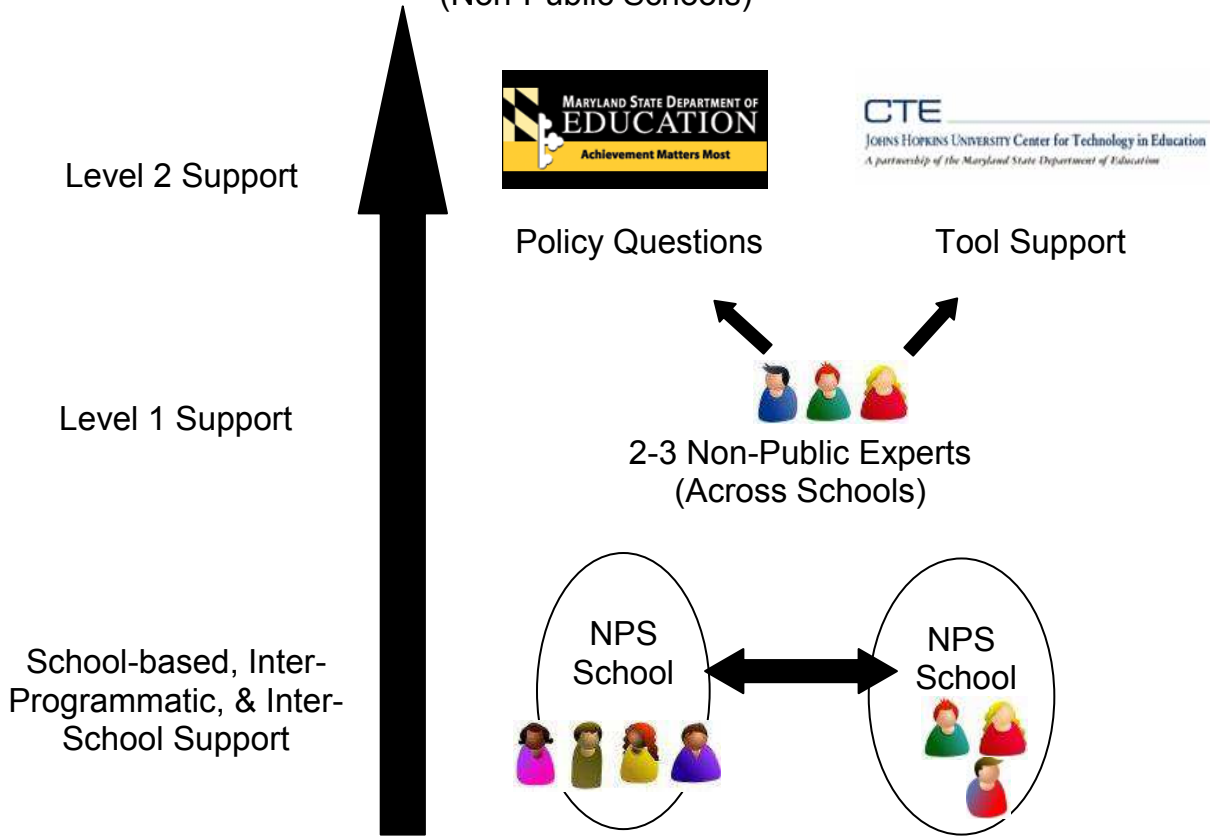 (Non-Public Schools)
MARYLAND STATE DEPARTMENT OF
EDUCATION
Achievement Matters Most
CTE
JOHNS HOPKINS UNIVERSITY Center for Technology in Education
A partnership of the Maryland State Department of Education
Level 2 Support
Policy Questions
Tool Support
Level 1 Support
2-3 Non-Public Experts
(Across Schools)
NPS
School
NPS
School
School-based, Inter-
Programmatic, & Inter-
School Support